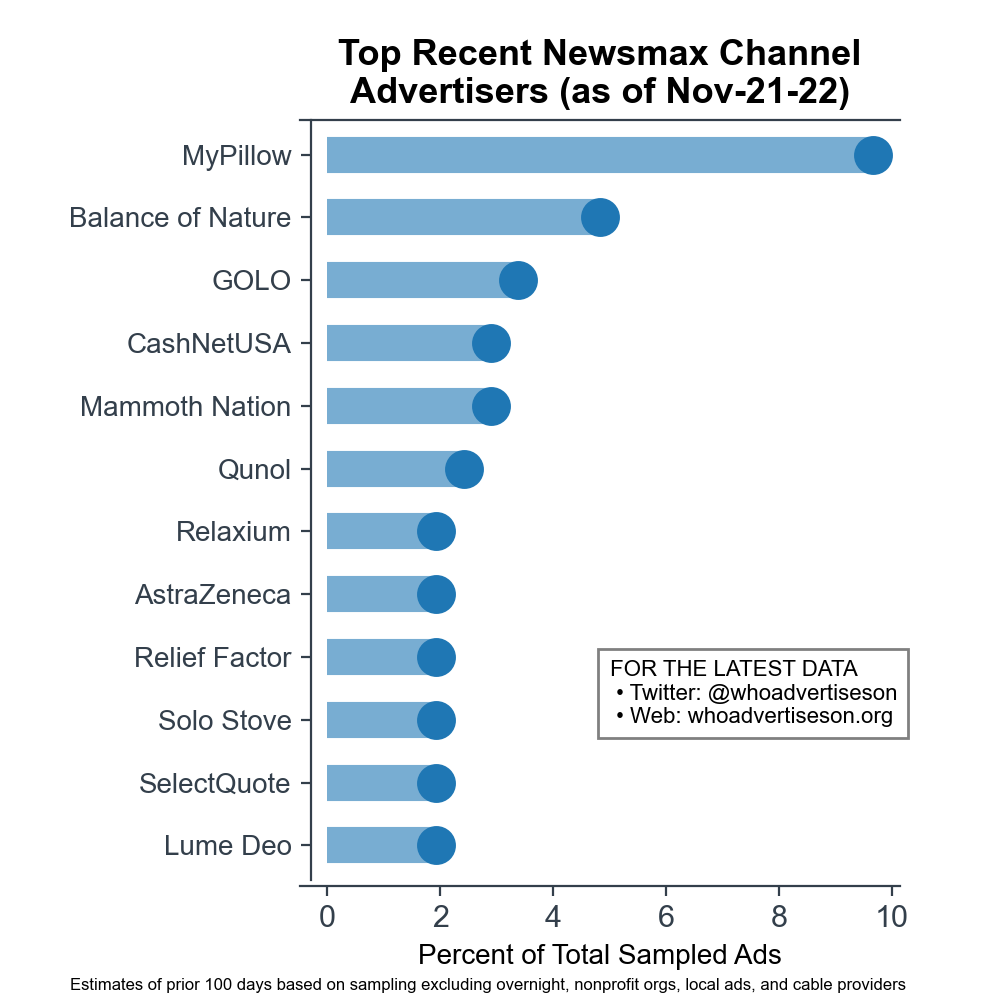 Top Recent Newsmax Channel
Advertisers (as of Nov-21-22)
MyPillow
Balance of Nature
GOLO
CashNetUSA
Mammoth Nation
Qunol
Relaxium
AstraZeneca
Relief Factor
Solo Stove
SelectQuote
Lume Deo
FOR THE LATEST DATA
• Twitter: @whoadvertiseson
• Web: whoadvertiseson.org
0 2 4 6 8 10
Percent of Total Sampled Ads
Estimates of prior 100 days based on sampling excluding overnight, nonprofit orgs, local ads, and cable providers